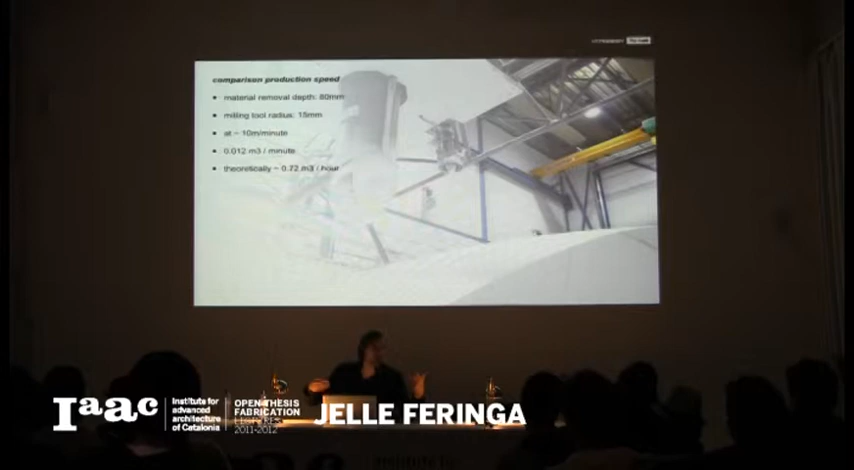 comparison production speed
• material removal depth: 80mm
• milling tool radius: 15mm
• at ~ 10m/minute
• 0.012 m3 / minute
• theoretically ~ 0.72 m3 / hour
Iaac
Institute for
advanced
architecture
of Catalonia
OPEN THESIS
FABRICATION
LECTURES
2011-2012
JELLE FERINGA